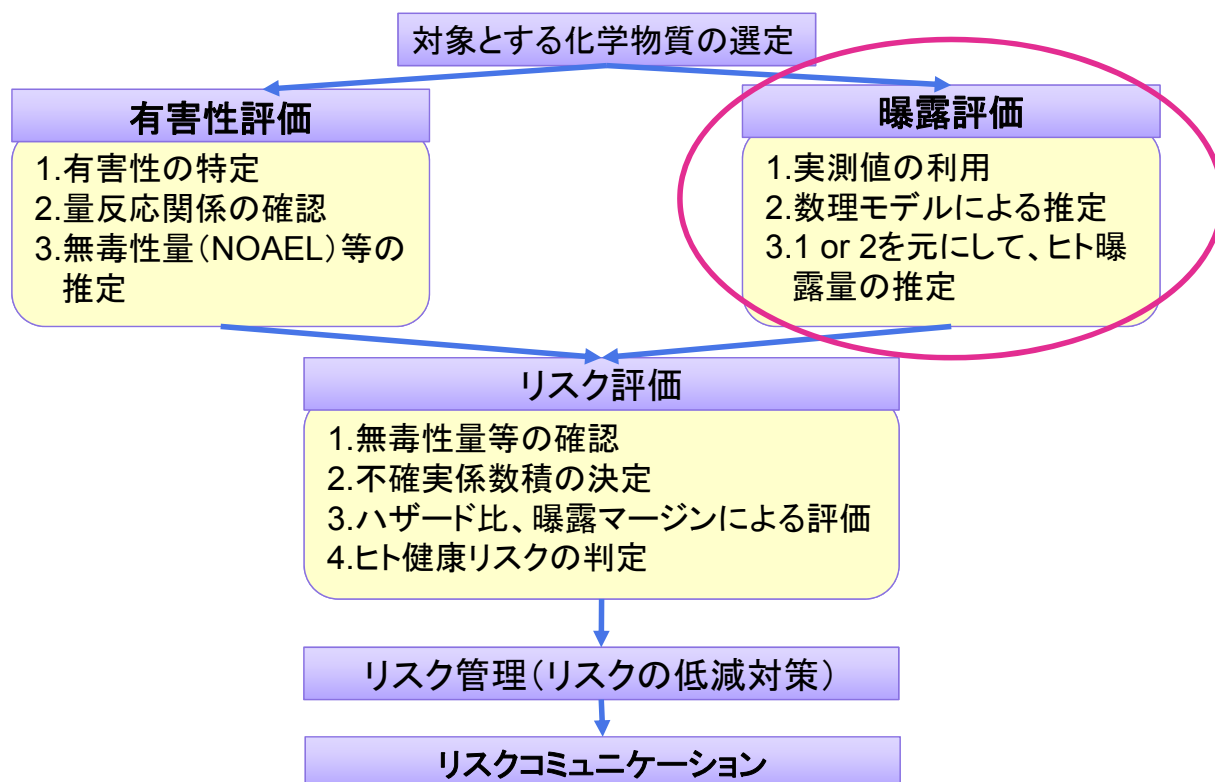 対象とする化学物質の選定
有害性評価
1.有害性の特定
2.量反応関係の確認
3.無毒性量(NOAEL)等の
推定
曝露評価
1.実測値の利用
2.数理モデルによる推定
3.1 or 2を元にして、ヒト曝
露量の推定
リスク評価
1.無毒性量等の確認
2.不確実係数積の決定
3.ハザード比、曝露マージンによる評価
4.ヒト健康リスクの判定
リスク管理(リスクの低減対策)
リスクコミュニケーション